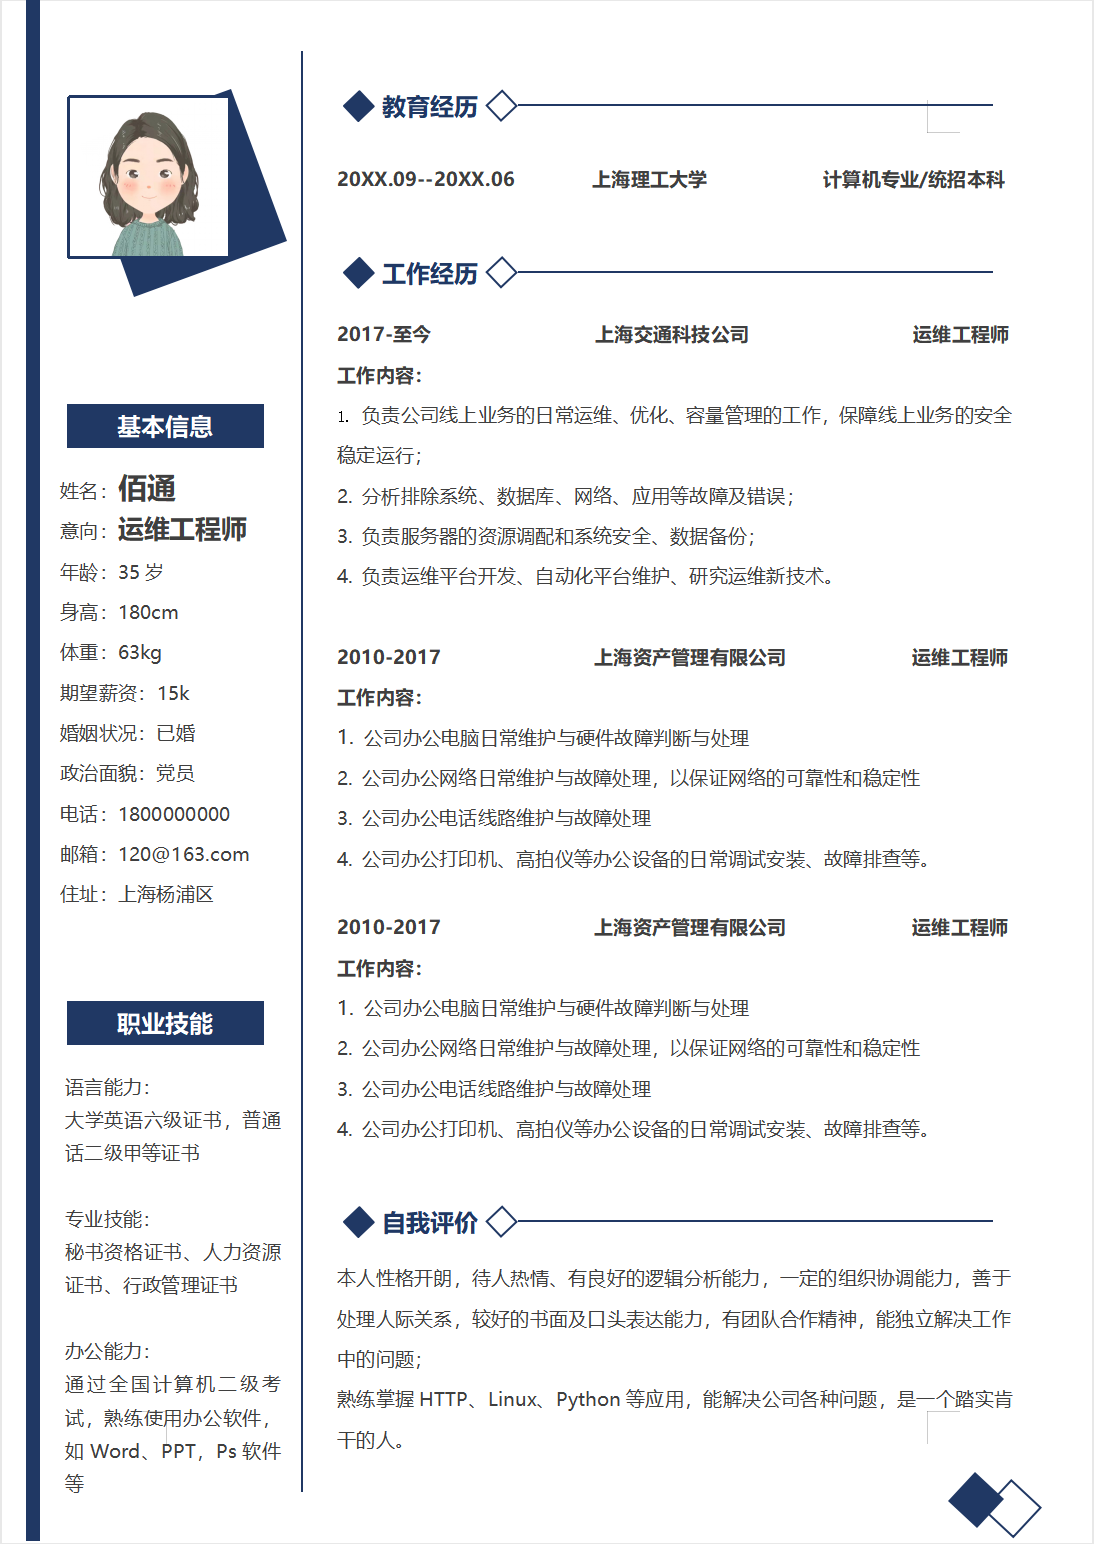 基本信息
姓名：佰通
意向：运维工程师
年龄：35 岁
身高：180cm
体重：63kg
期望薪资：15k
婚姻状况：已婚
政治面貌：党员
电话：1800000000
邮箱：120@163.com
住址：上海杨浦区
职业技能
语言能力：
大学英语六级证书，普通
话二级甲等证书
专业技能：
秘书资格证书、人力资源
证书、行政管理证书
办公能力：
通过全国计算机二级考
试，熟练使用办公软件，
如 Word、PPT，Ps 软件
等
教育经历
20XX.09--20XX.06 上海理工大学 计算机专业/统招本科
工作经历
2017-至今 上海交通科技公司 运维工程师
工作内容：
1. 负责公司线上业务的日常运维、优化、容量管理的工作，保障线上业务的安全
稳定运行；
2. 分析排除系统、数据库、网络、应用等故障及错误；
3. 负责服务器的资源调配和系统安全、数据备份；
4. 负责运维平台开发、自动化平台维护、研究运维新技术。
2010-2017 上海资产管理有限公司 运维工程师
工作内容：
1. 公司办公电脑日常维护与硬件故障判断与处理
2. 公司办公网络日常维护与故障处理，以保证网络的可靠性和稳定性
3. 公司办公电话线路维护与故障处理
4. 公司办公打印机、高拍仪等办公设备的日常调试安装、故障排查等。
2010-2017 上海资产管理有限公司 运维工程师
工作内容：
1. 公司办公电脑日常维护与硬件故障判断与处理
2. 公司办公网络日常维护与故障处理，以保证网络的可靠性和稳定性
3. 公司办公电话线路维护与故障处理
4. 公司办公打印机、高拍仪等办公设备的日常调试安装、故障排查等。
自我评价
本人性格开朗，待人热情、有良好的逻辑分析能力，一定的组织协调能力，善于
处理人际关系，较好的书面及口头表达能力，有团队合作精神，能独立解决工作
中的问题；
熟练掌握 HTTP、Linux、Python 等应用，能解决公司各种问题，是一个踏实肯
干的人。